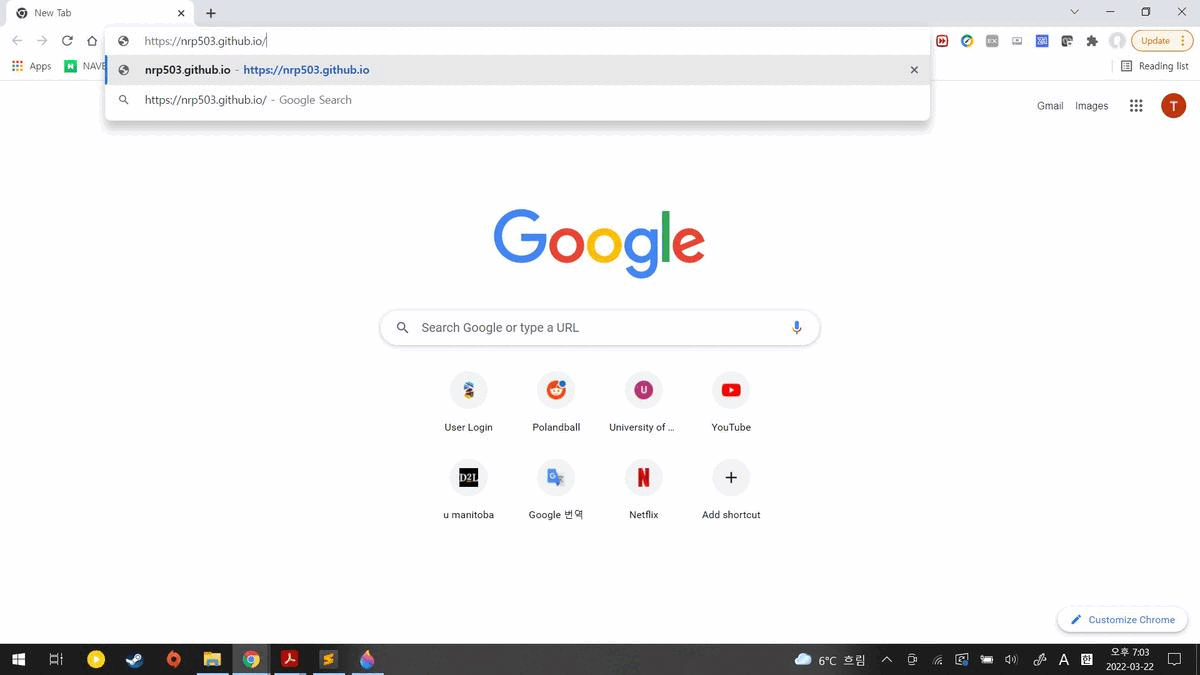 New Tab
https://nrp503.github.io/
Update
Apps
NAVE
nrp503.github.io - https://nrp503.github.io
Reading list
https://nrp503.github.io/ - Google Search
Gmail
Images
T
Google
Search Google or type a URL
U
User Login
Polandball
University of ...
YouTube
D2L
N
u manitoba
Google 번역
Netflix
Add shortcut
Customize Chrome
6°C 흐림
A
한
오후 7:03
2022-03-22